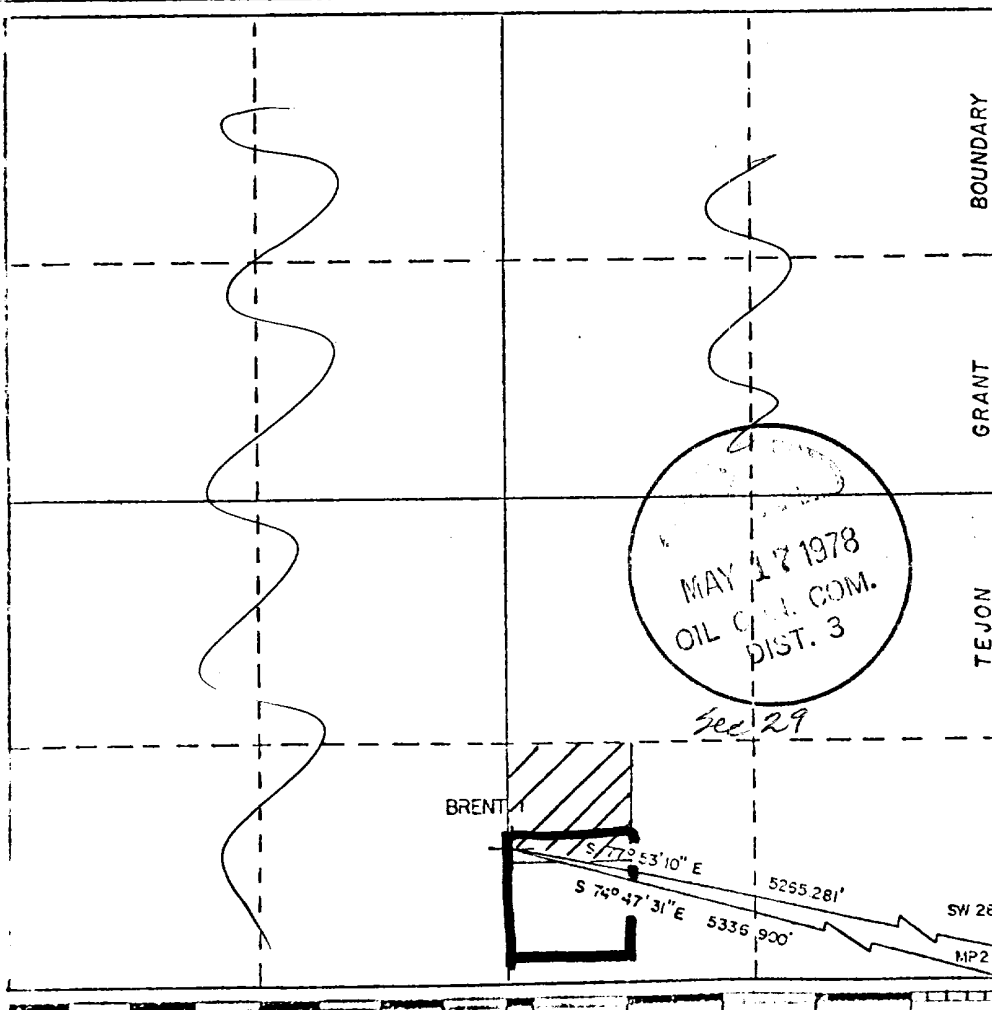 BOUNDARY
GRANT
TEJON
MAY 17 1978
OIL COM.
DIST. 3
Sec 29
BRENT 1
S 77° 53' 10" E
5265.281'
S 74° 47' 31" E 5336.900'
SW 28
MP2